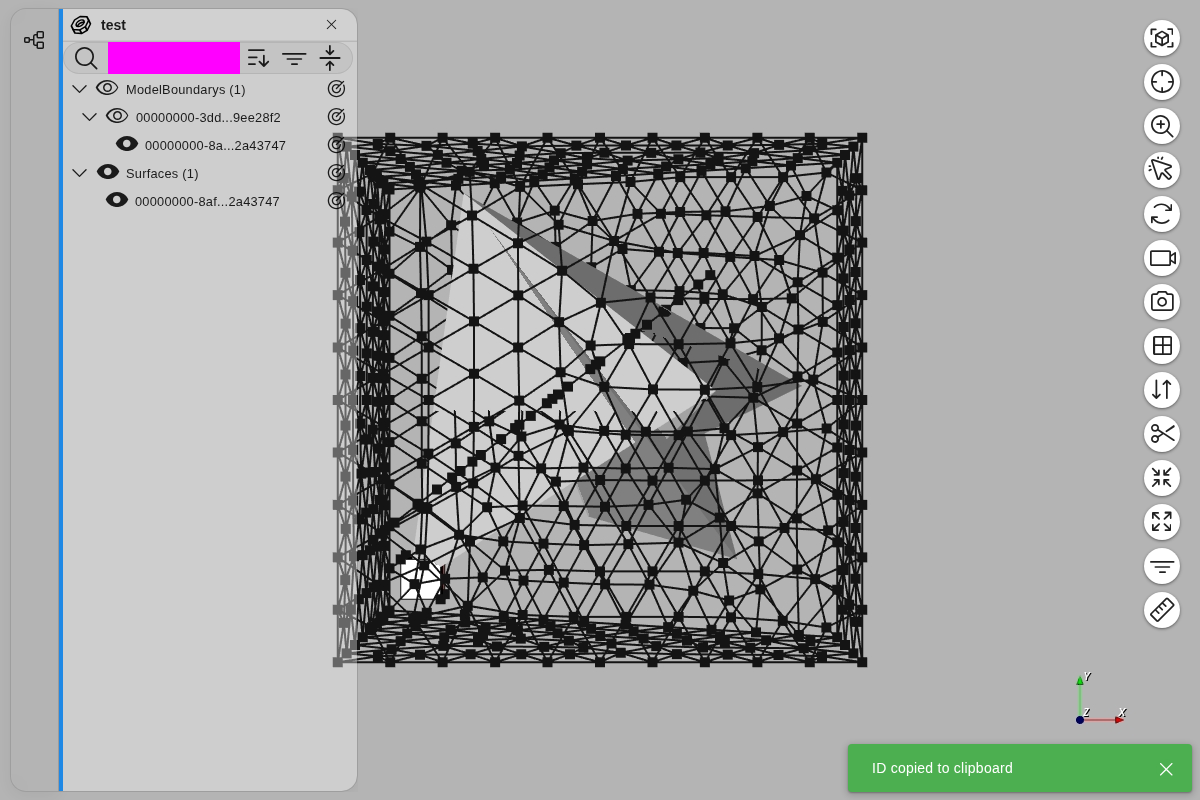 test
ModelBoundarys (1)
00000000-3dd...9ee28f2
00000000-8a...2a43747
Surfaces (1)
00000000-8af...2a43747
Y
Z
X
ID copied to clipboard